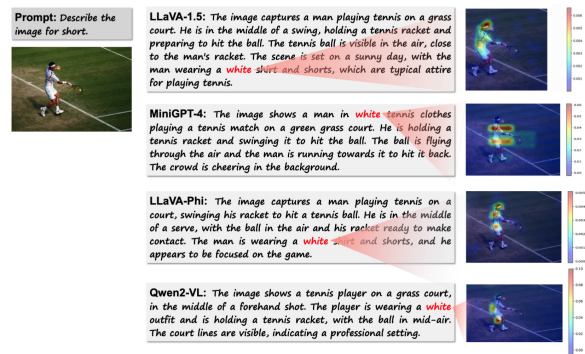 Prompt: Describe the
image for short.
LLaVA-1.5: The image captures a man playing tennis on a grass
court. He is in the middle of a swing, holding a tennis racket and
preparing to hit the ball. The tennis ball is visible in the air, close
to the man's racket. The scene is set on a sunny day, with the
man wearing a white shirt and shorts, which are typical attire
for playing tennis.
MiniGPT-4: The image shows a man in white tennis clothes
playing a tennis match on a green grass court. He is holding a
tennis racket and swinging it to hit the ball. The ball is flying
through the air and the man is running towards it to hit it back.
The crowd is cheering in the background.
LLaVA-Phi: The image captures a man playing tennis on a
court, swinging his racket to hit a tennis ball. He is in the middle
of a serve, with the ball in the air and his racket ready to make
contact. The man is wearing a white shirt and shorts, and he
appears to be focused on the game.
Qwen2-VL: The image shows a tennis player on a grass court,
in the middle of a forehand shot. The player is wearing a white
outfit and is holding a tennis racket, with the ball in mid-air.
The court lines are visible, indicating a professional setting.